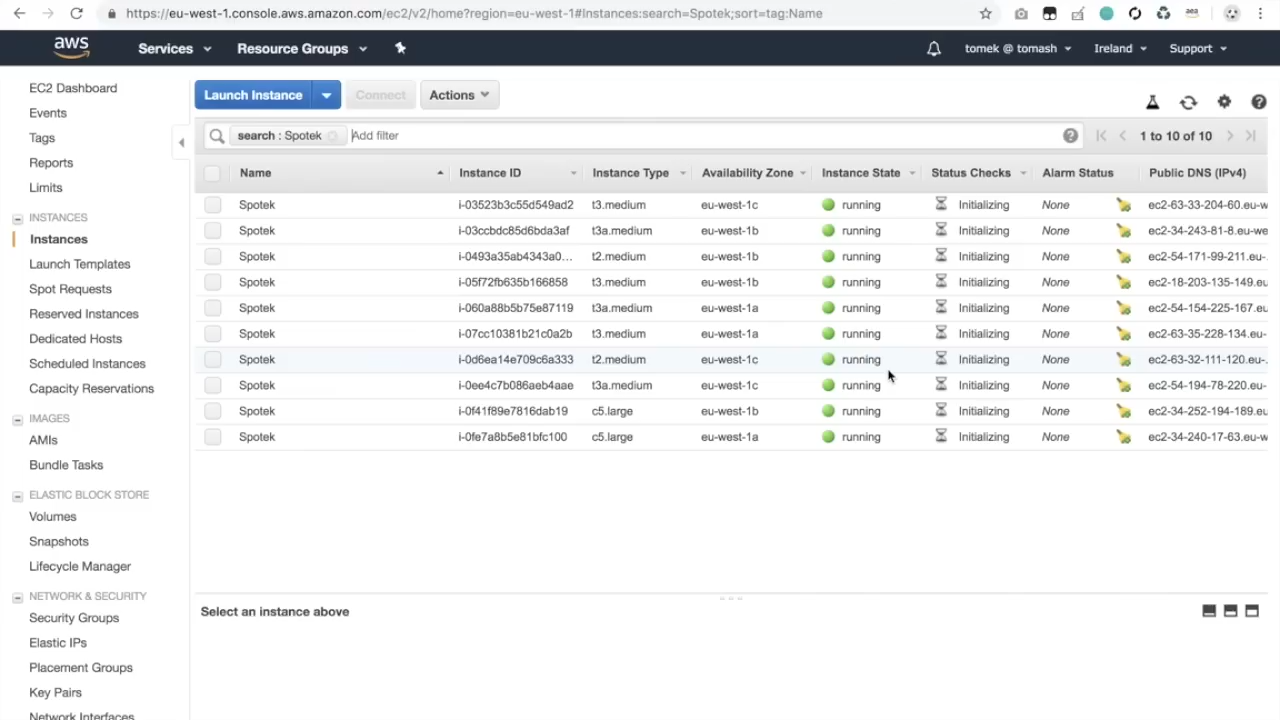 https://eu-west-1.console.aws.amazon.com/ec2/v2/home?region=eu-west-1#Instances:search=Spotek;sort=tag:Name
aws Services Resource Groups tomek @ tomash Ireland Support
EC2 Dashboard
Events
Tags
Reports
Limits
INSTANCES
Instances
Launch Templates
Spot Requests
Reserved Instances
Dedicated Hosts
Scheduled Instances
Capacity Reservations
IMAGES
AMIs
Bundle Tasks
ELASTIC BLOCK STORE
Volumes
Snapshots
Lifecycle Manager
NETWORK & SECURITY
Security Groups
Elastic IPs
Placement Groups
Key Pairs
Network Interfaces
Launch Instance Connect Actions
search : Spotek Add filter 1 to 10 of 10
Name Instance ID Instance Type Availability Zone Instance State Status Checks Alarm Status Public DNS (IPv4)
Spotek i-03523b3c55d549ad2 t3.medium eu-west-1c running Initializing None ec2-63-33-204-60.eu-w
Spotek i-03ccbdc85d6bda3af t3a.medium eu-west-1b running Initializing None ec2-34-243-81-8.eu-we
Spotek i-0493a35ab4343a0... t2.medium eu-west-1b running Initializing None ec2-54-171-99-211.eu-
Spotek i-05f72fb635b166858 t3.medium eu-west-1b running Initializing None ec2-18-203-135-149.eu
Spotek i-060a88b5b75e87119 t3a.medium eu-west-1a running Initializing None ec2-54-154-225-167.eu
Spotek i-07cc10381b21c0a2b t3.medium eu-west-1a running Initializing None ec2-63-35-228-134.eu-
Spotek i-0d6ea14e709c6a333 t2.medium eu-west-1c running Initializing None ec2-63-32-111-120.eu-.
Spotek i-0ee4c7b086aeb4aae t3a.medium eu-west-1c running Initializing None ec2-54-194-78-220.eu-
Spotek i-0f41f89e7816dab19 c5.large eu-west-1b running Initializing None ec2-34-252-194-189.eu
Spotek i-0fe7a8b5e81bfc100 c5.large eu-west-1a running Initializing None ec2-34-240-17-63.eu-w
Select an instance above